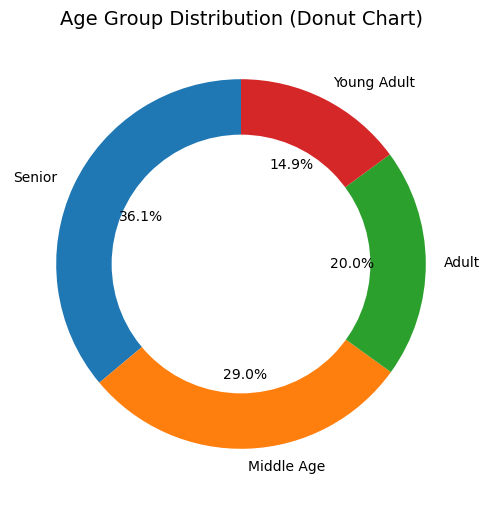 Age Group Distribution (Donut Chart)
Young Adult
14.9%
Senior
36.1%
20.0%
Adult
29.0%
Middle Age